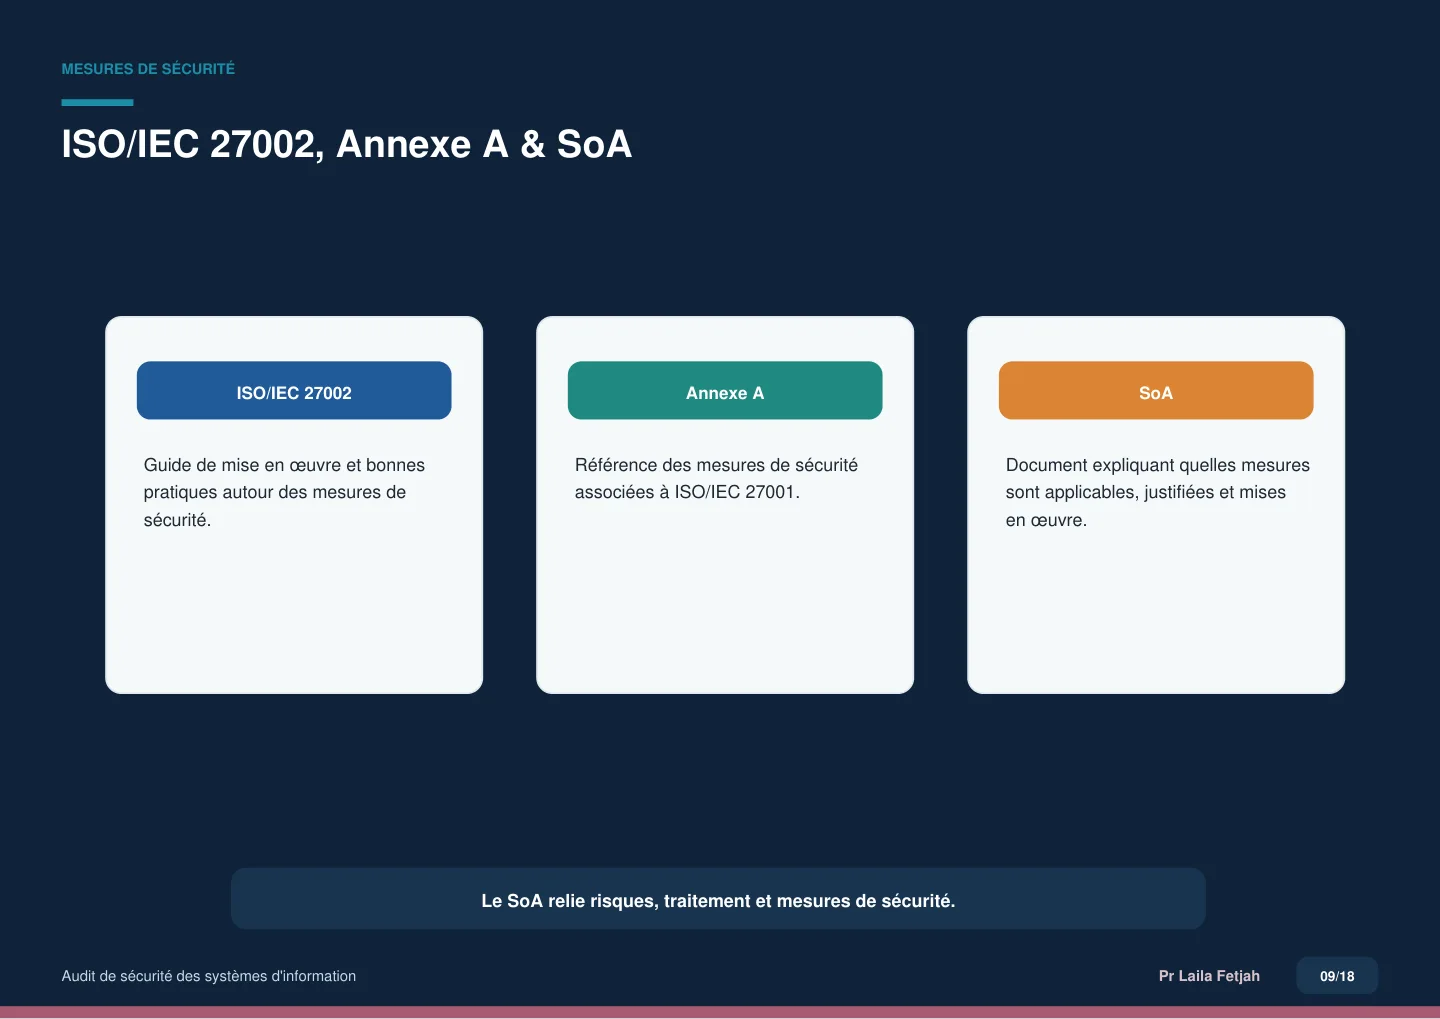 MESURES DE SÉCURITÉ
ISO/IEC 27002, Annexe A & SoA
ISO/IEC 27002
Guide de mise en œuvre et bonnes
pratiques autour des mesures de
sécurité.
Annexe A
Référence des mesures de sécurité
associées à ISO/IEC 27001.
SoA
Document expliquant quelles mesures
sont applicables, justifiées et mises
en œuvre.
Le SoA relie risques, traitement et mesures de sécurité.
Audit de sécurité des systèmes d'information
Pr Laila Fetjah
09/18